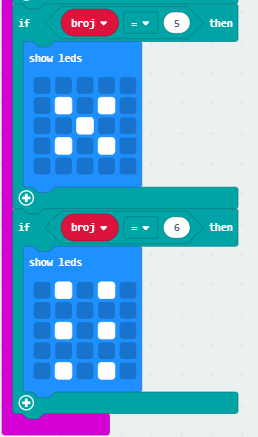 if broj = 5 then
show leds
if broj = 6 then
show leds